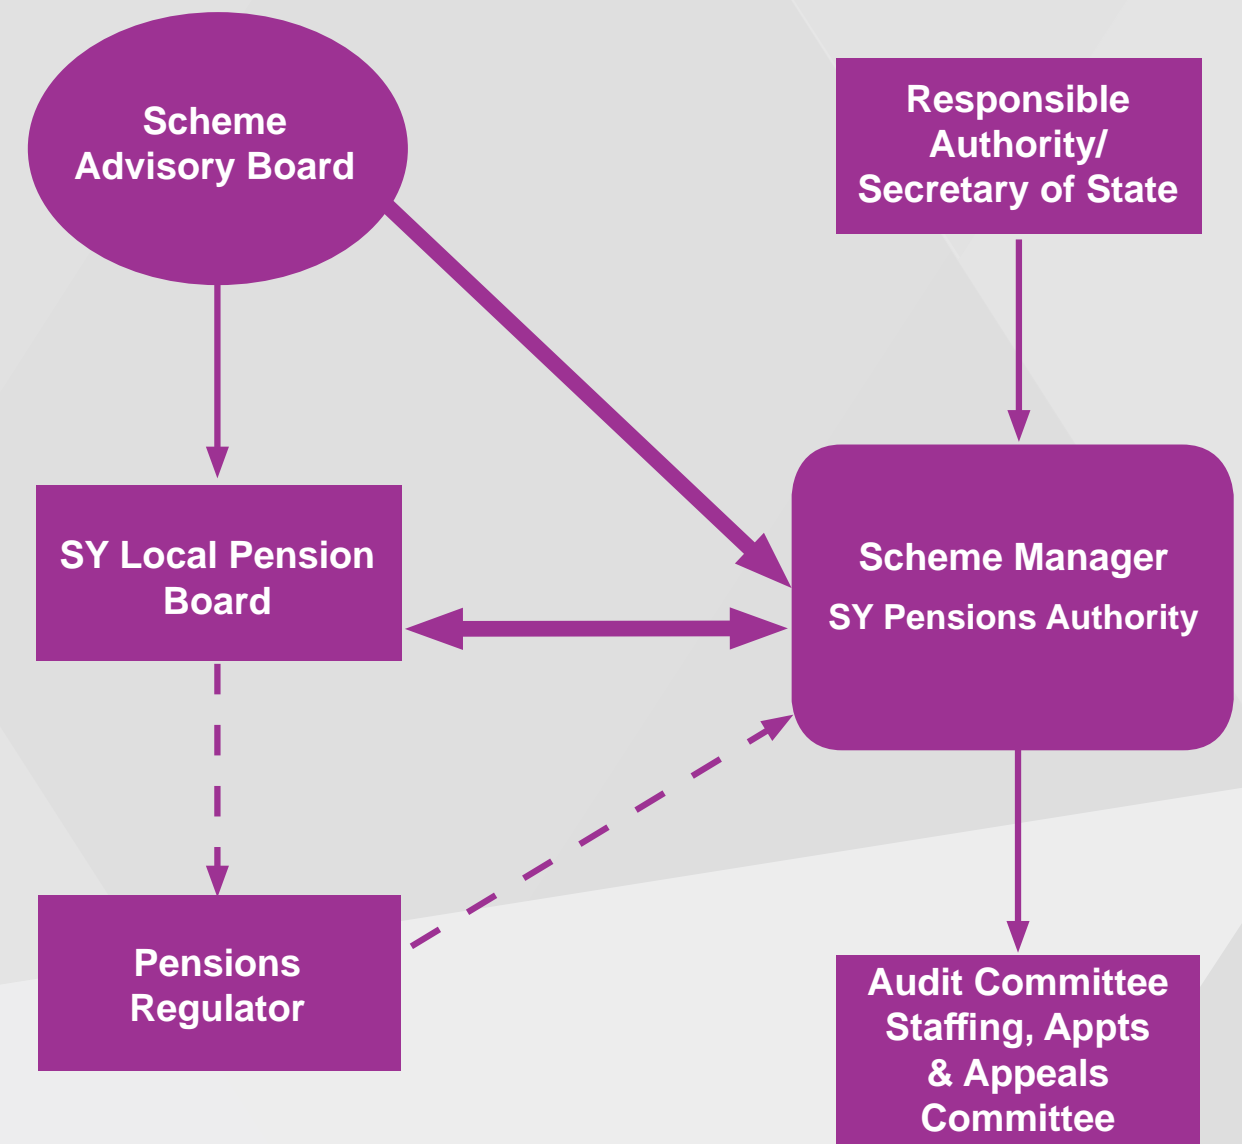 Scheme
Advisory Board
Responsible
Authority/
Secretary of State
SY Local Pension
Board
Scheme Manager
SY Pensions Authority
Pensions
Regulator
Audit Committee
Staffing, Appts
& Appeals
Committee